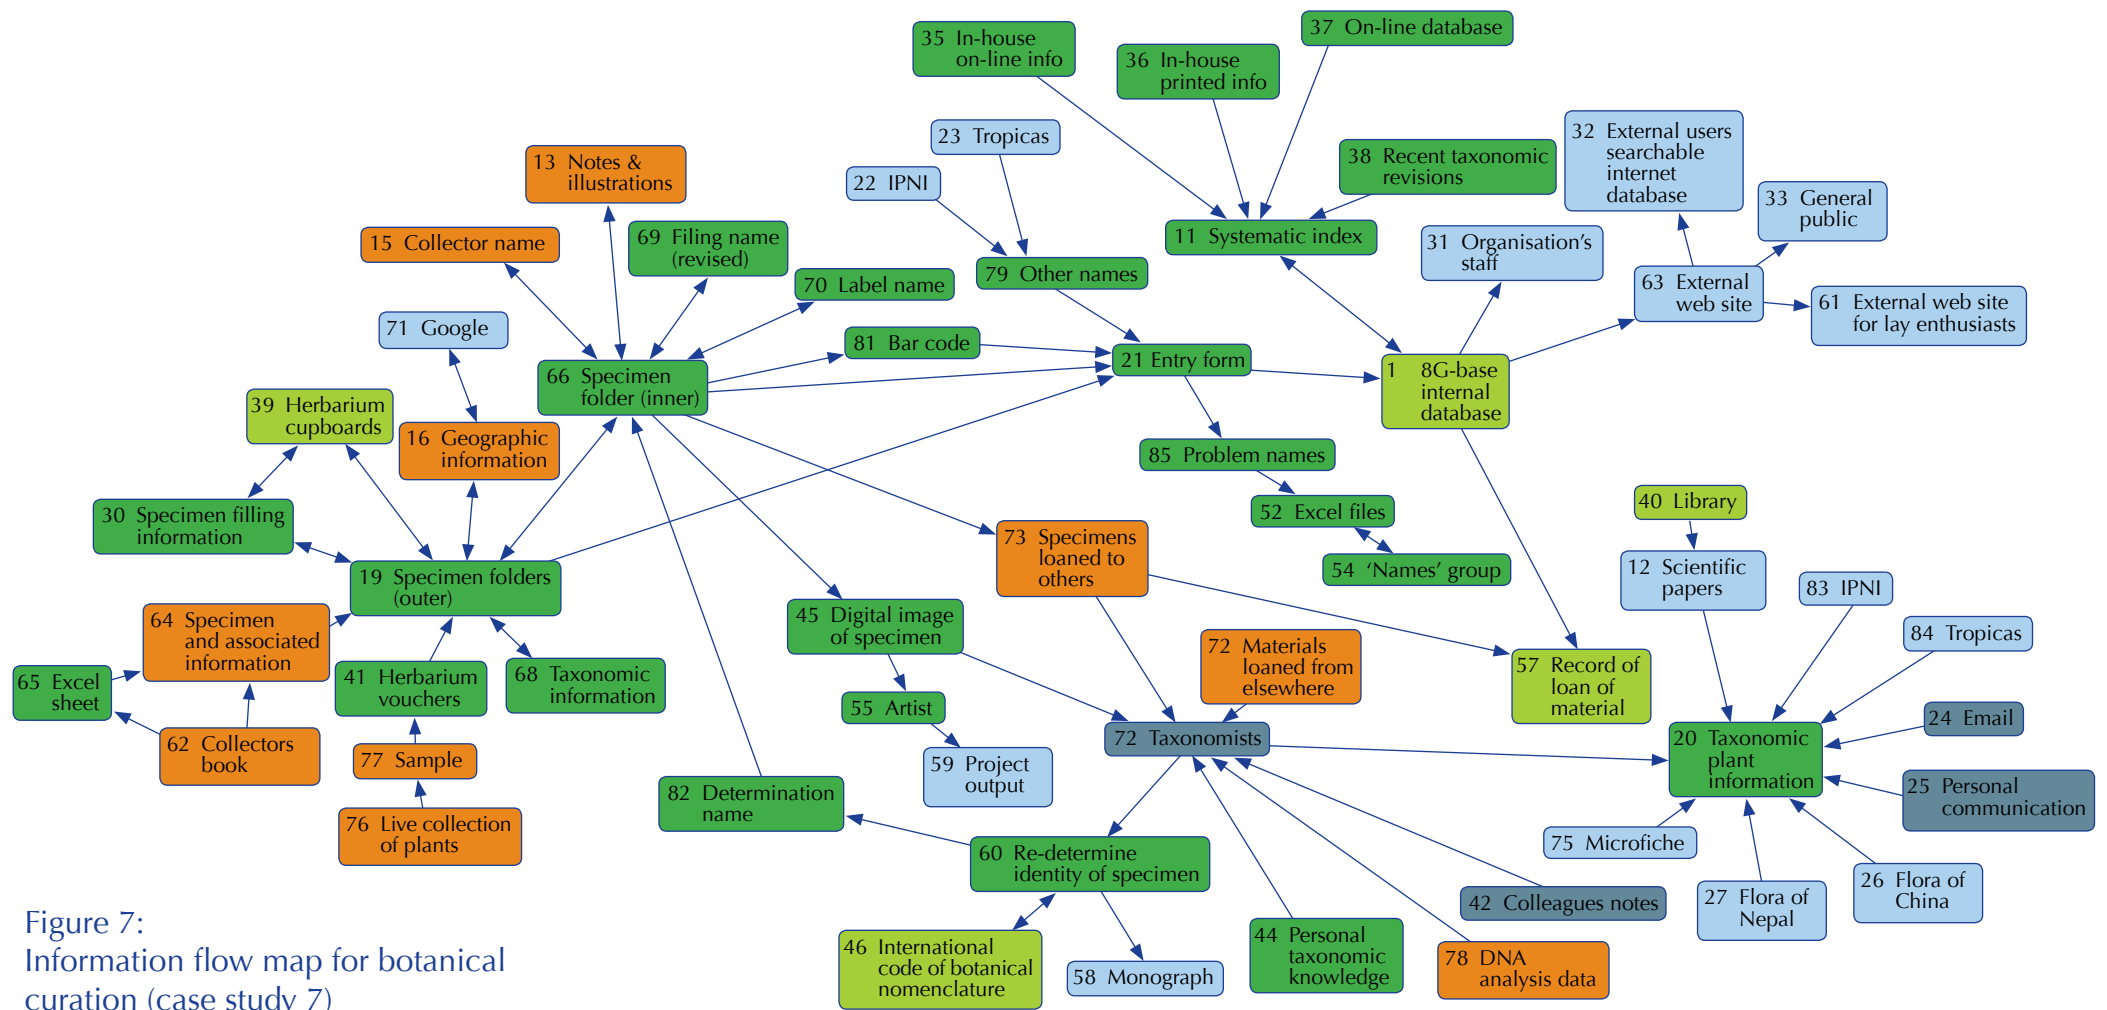 37 On-line database
35 In-house
on-line info
36 In-house
printed info
32 External users
searchable
internet
database
23 Tropicas
13 Notes &
illustrations
38 Recent taxonomic
revisions
22 IPNI
33 General
public
15 Collector name
69 Filing name
(revised)
11 Systematic index
31 Organisation's
staff
79 Other names
70 Label name
63 External
web site
61 External web site
for lay enthusiasts
71 Google
81 Bar code
21 Entry form
66 Specimen
folder (inner)
1 8G-base
internal
database
39 Herbarium
cupboards
16 Geographic
information
85 Problem names
30 Specimen filling
information
52 Excel files
40 Library
73 Specimens
loaned to
others
54 ‘Names’ group
12 Scientific
papers
83 IPNI
19 Specimen folders
(outer)
64 Specimen
and associated
information
45 Digital image
of specimen
84 Tropicas
72 Materials
loaned from
elsewhere
57 Record of
loan of
material
65 Excel
sheet
41 Herbarium
vouchers
68 Taxonomic
information
55 Artist
24 Email
62 Collectors
book
72 Taxonomists
20 Taxonomic
plant
information
77 Sample
59 Project
output
25 Personal
communication
82 Determination
name
76 Live collection
of plants
75 Microfiche
60 Re-determine
identity of specimen
26 Flora of
China
27 Flora of
Nepal
42 Colleagues notes
46 International
code of botanical
nomenclature
44 Personal
taxonomic
knowledge
78 DNA
analysis data
58 Monograph
Figure 7:
Information flow map for botanical
curation (case study 7)